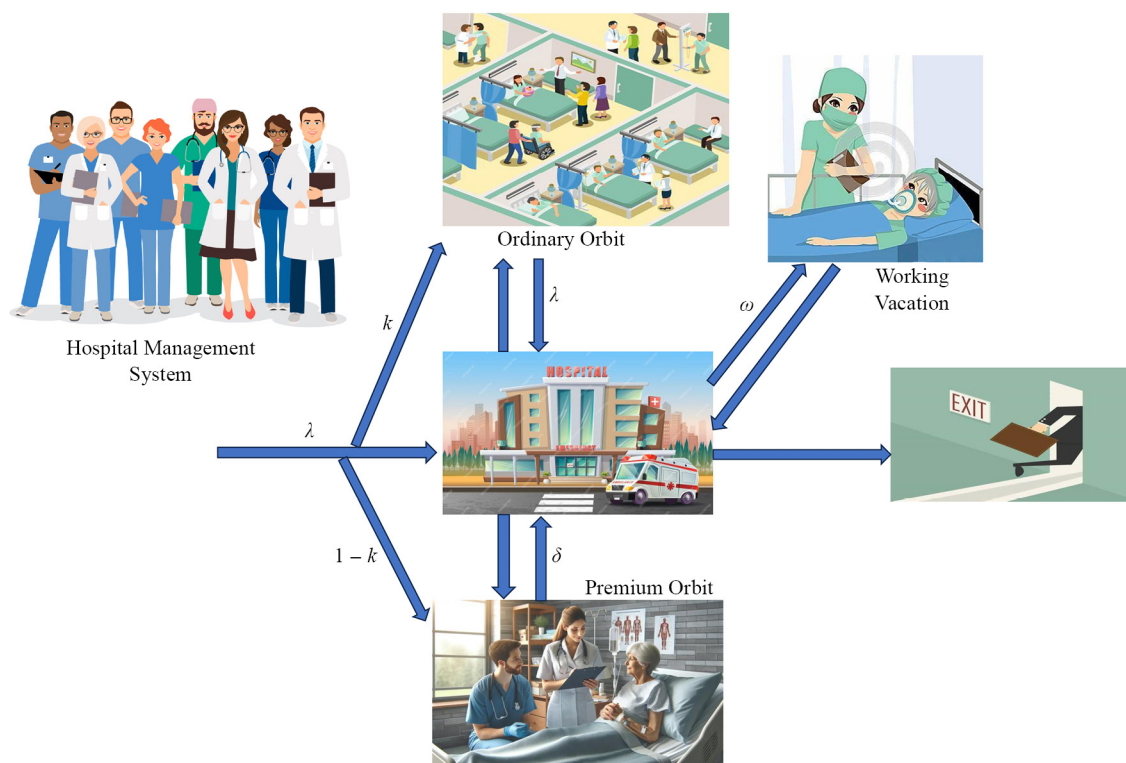 Ordinary Orbit
Working
Vacation
Hospital Management
System
k
λ
ω
HOSPITAL
EXIT
λ
1 – k
δ
Premium Orbit